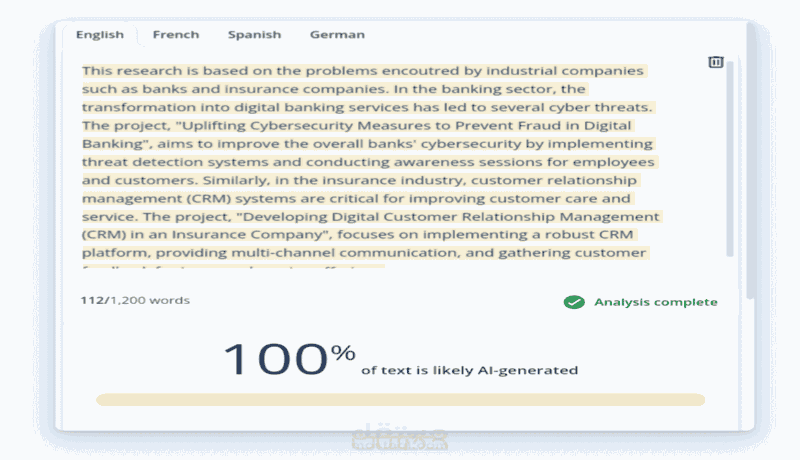 English French Spanish German
This research is based on the problems encoutred by industrial companies
such as banks and insurance companies. In the banking sector, the
transformation into digital banking services has led to several cyber threats.
The project, "Uplifting Cybersecurity Measures to Prevent Fraud in Digital
Banking", aims to improve the overall banks' cybersecurity by implementing
threat detection systems and conducting awareness sessions for employees
and customers. Similarly, in the insurance industry, customer relationship
management (CRM) systems are critical for improving customer care and
service. The project, "Developing Digital Customer Relationship Management
(CRM) in an Insurance Company", focuses on implementing a robust CRM
platform, providing multi-channel communication, and gathering customer
112/1,200 words
Analysis complete
100%
of text is likely AI-generated